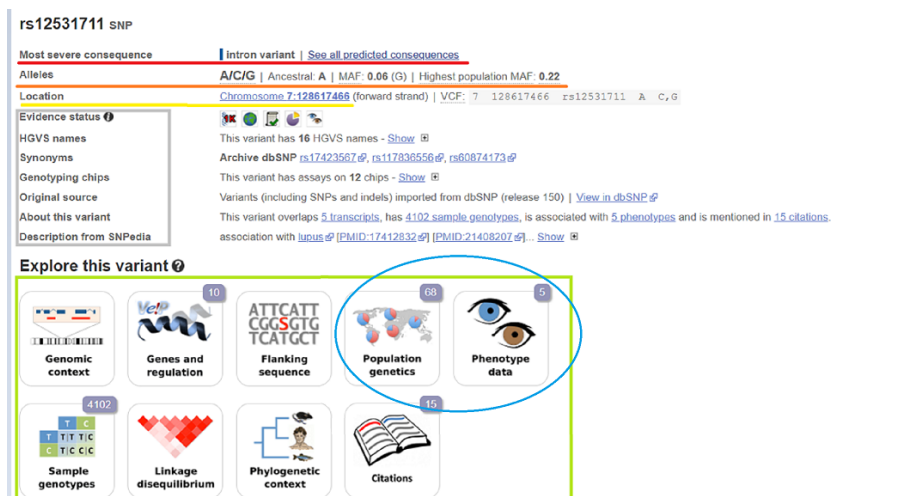 rs12531711 SNP
Most severe consequence intron variant | See all predicted consequences
Alleles A/C/G | Ancestral: A | MAF: 0.06 (G) | Highest population MAF: 0.22
Location Chromosome 7:128617466 (forward strand) | VCF: 7 128617466 rs12531711 A C,G
Evidence status
HGVS names This variant has 16 HGVS names - Show
Synonyms Archive dbSNP rs17423567, rs117836556, rs60874173
Genotyping chips This variant has assays on 12 chips - Show
Original source Variants (including SNPs and indels) imported from dbSNP (release 150) | View in dbSNP
About this variant This variant overlaps 5 transcripts, has 4102 sample genotypes, is associated with 5 phenotypes and is mentioned in 15 citations.
Description from SNPedia association with lupus [PMID:17412832] [PMID:21408207]... Show
Explore this variant
10 68 5
VeP
ATTCATT
CGGSGTG
TCATGCT
Genomic context
Genes and regulation
Flanking sequence
Population genetics
Phenotype data
4102 15
T C
T T|T T|C
C T|C C|C
Sample genotypes
Linkage disequilibrium
Phylogenetic context
Citations